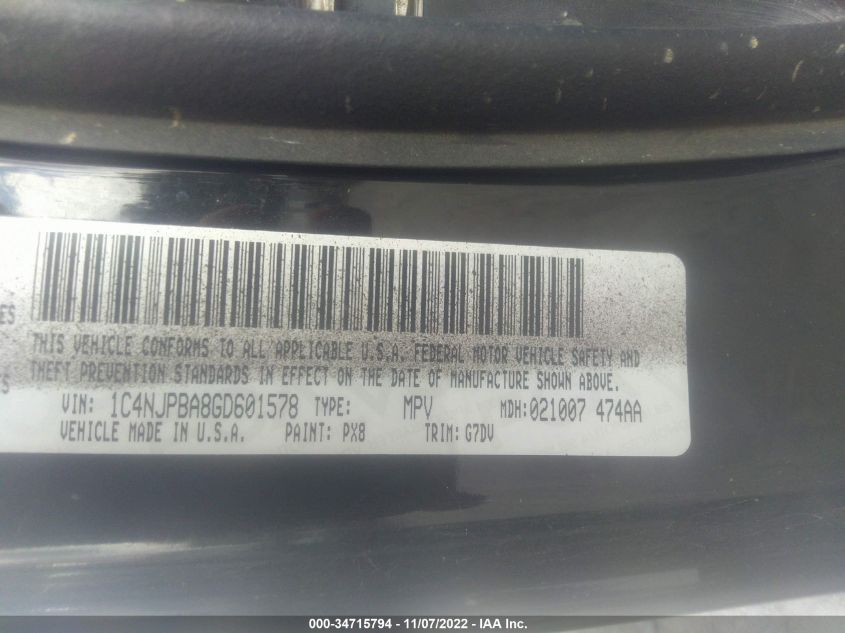 ES
THIS VEHICLE CONFORMS TO ALL APPLICABLE U.S.A. FEDERAL MOTOR VEHICLE SAFETY AND
S THEFT PREVENTION STANDARDS IN EFFECT ON THE DATE OF MANUFACTURE SHOWN ABOVE.
VIN: 1C4NJPBA8GD601578 TYPE: MPV MDH:021007 474AA
VEHICLE MADE IN U.S.A. PAINT: PX8 TRIM: G7DV
000-34715794 - 11/07/2022 - IAA Inc.